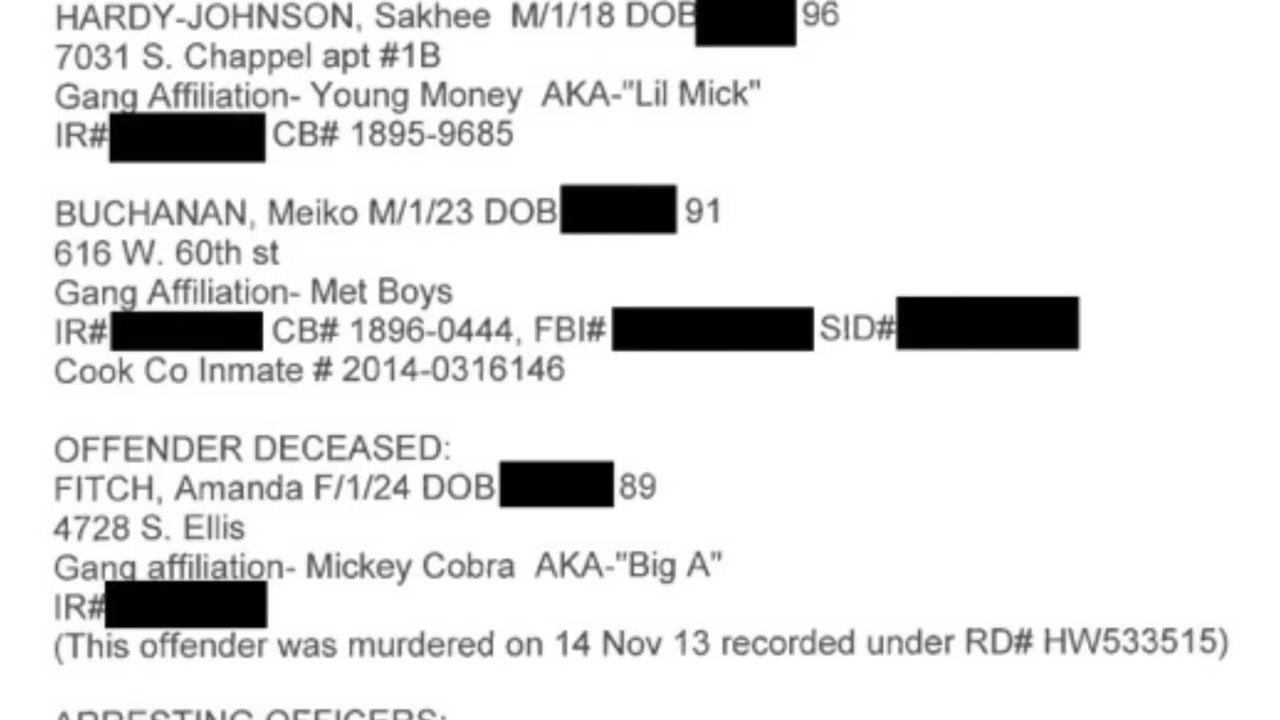 HARDY-JOHNSON, Sakhee M/1/18 DOB 96
7031 S. Chappel apt #1B
Gang Affiliation- Young Money AKA-"Lil Mick"
IR# CB# 1895-9685
BUCHANAN, Meiko M/1/23 DOB 91
616 W. 60th st
Gang Affiliation- Met Boys
IR# CB# 1896-0444, FBI# SID#
Cook Co Inmate # 2014-0316146
OFFENDER DECEASED:
FITCH, Amanda F/1/24 DOB 89
4728 S. Ellis
Gang affiliation- Mickey Cobra AKA-"Big A"
IR#
(This offender was murdered on 14 Nov 13 recorded under RD# HW533515)
ARRESTING OFFICERS: